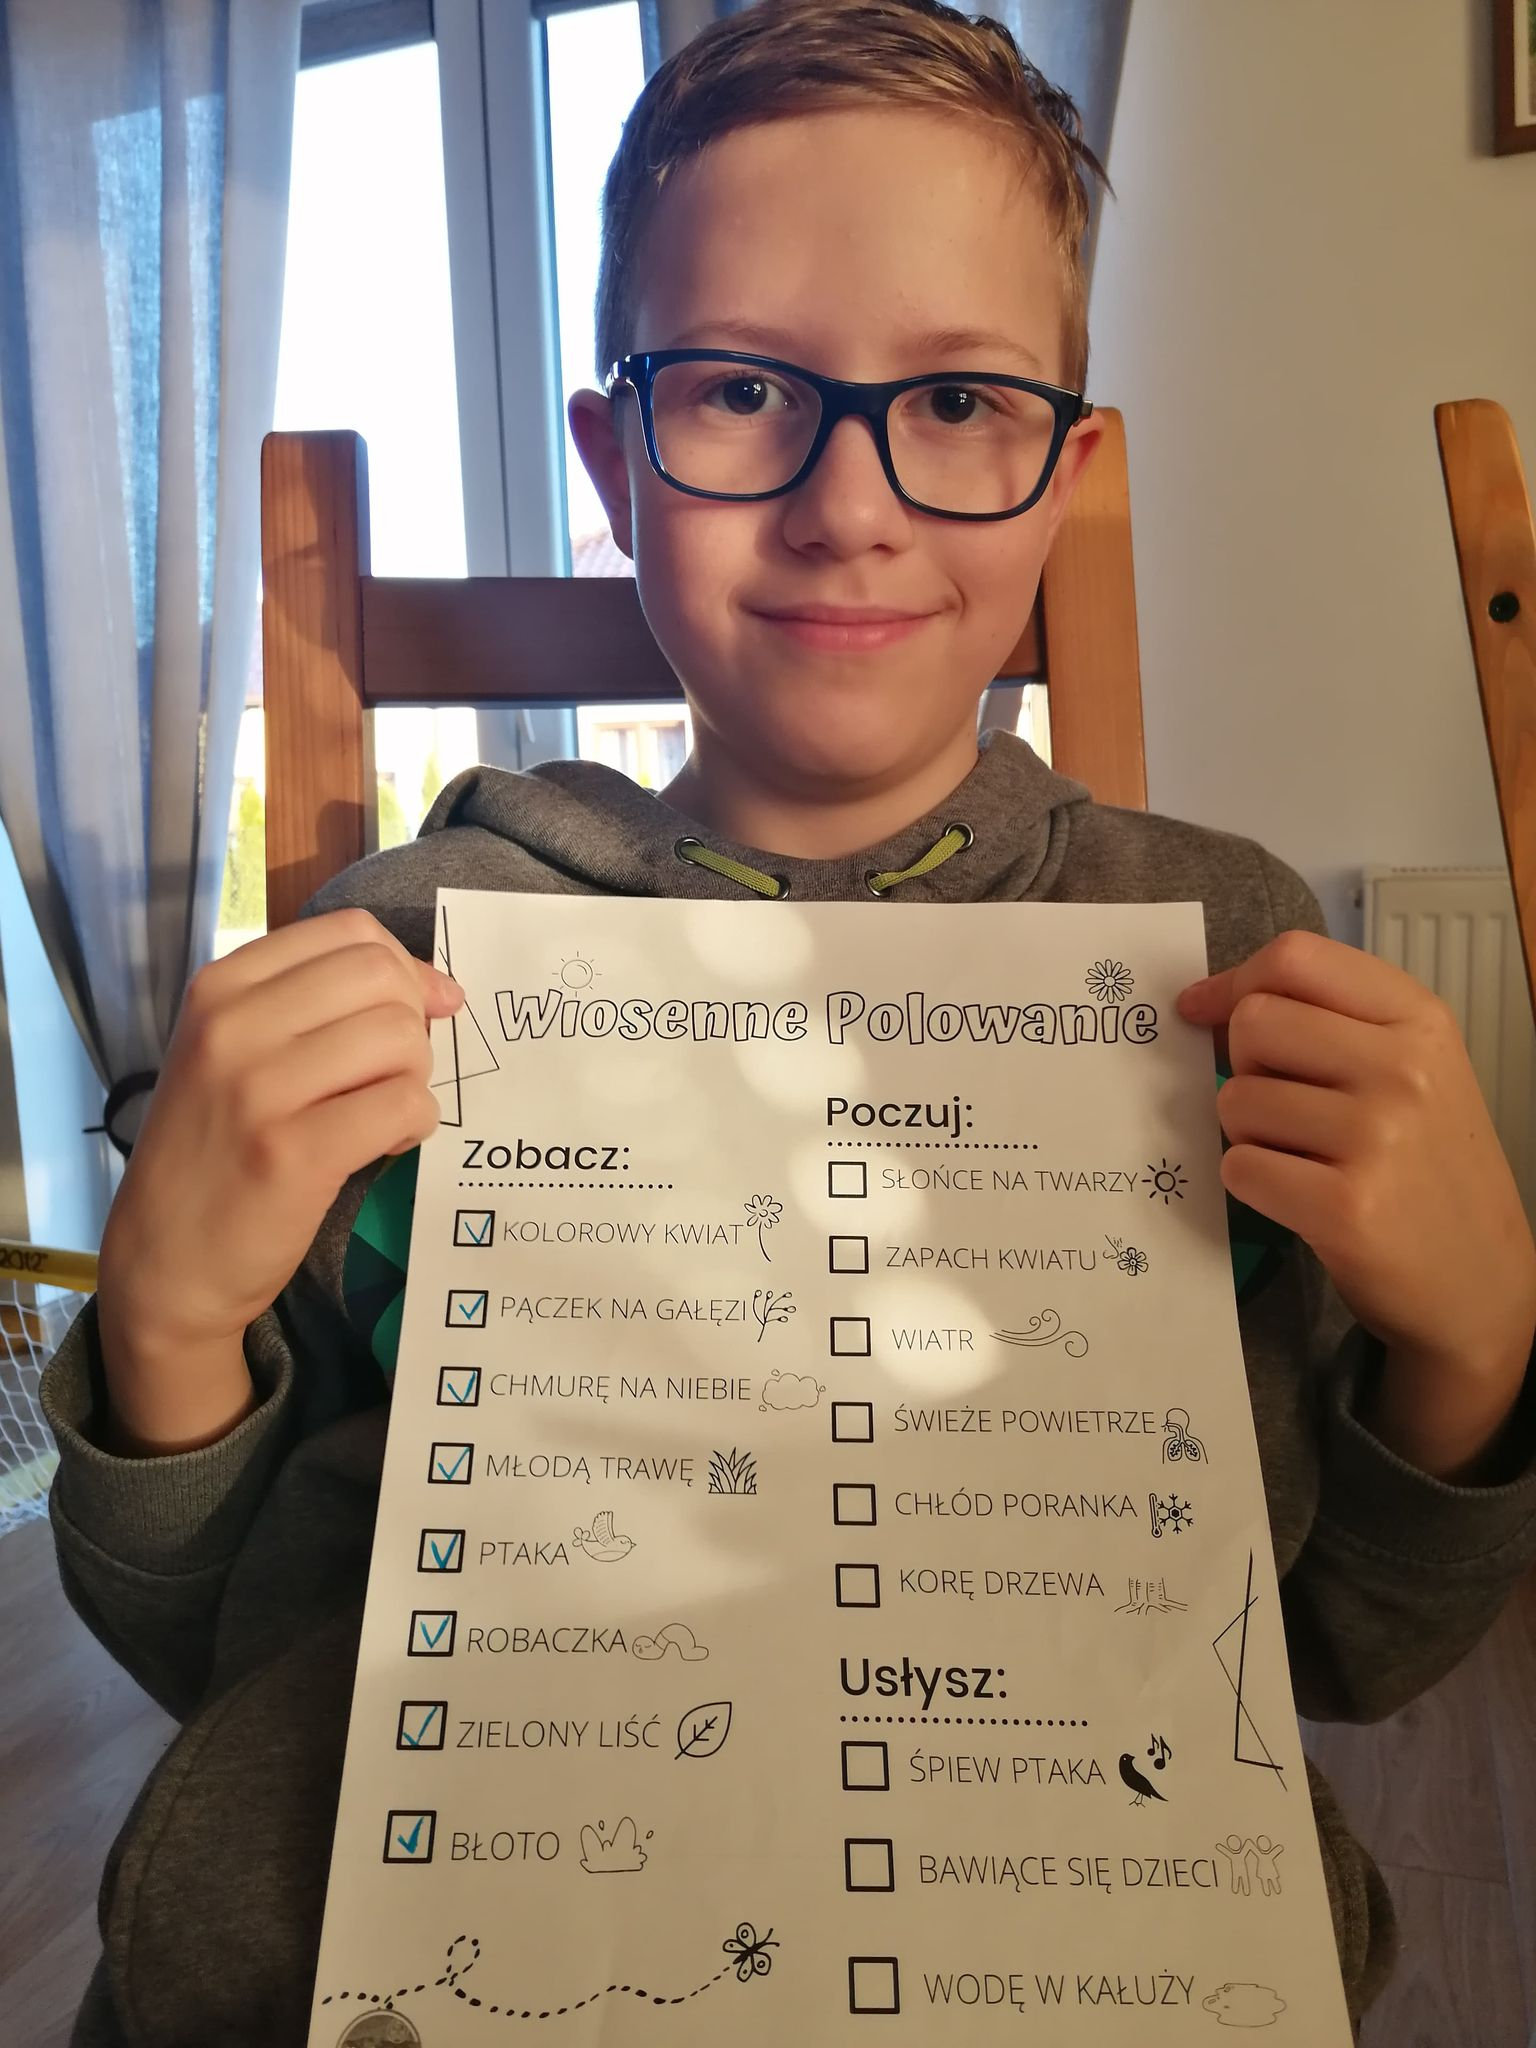 Wiosenne Polowanie
Zobacz:
KOLOROWY KWIAT
PĄCZEK NA GAŁĘZI
CHMURĘ NA NIEBIE
MŁODĄ TRAWĘ
PTAKA
ROBACZKA
ZIELONY LIŚĆ
BŁOTO
Poczuj:
SŁOŃCE NA TWARZY
ZAPACH KWIATU
WIATR
ŚWIEŻE POWIETRZE
CHŁÓD PORANKA
KORĘ DRZEWA
Usłysz:
ŚPIEW PTAKA
BAWIĄCE SIĘ DZIECI
WODĘ W KAŁUŻY
2012